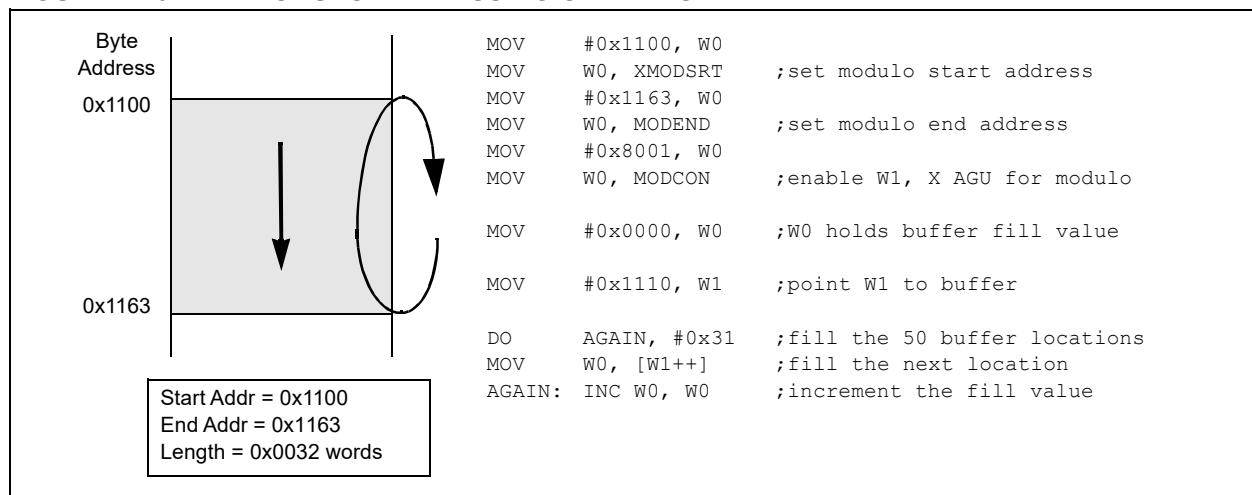 Byte
Address
0x1100
0x1163
Start Addr = 0x1100
End Addr = 0x1163
Length = 0x0032 words
MOV #0x1100, W0
MOV W0, XMODSRT ;set modulo start address
MOV #0x1163, W0
MOV W0, MODEND ;set modulo end address
MOV #0x8001, W0
MOV W0, MODCON ;enable W1, X AGU for modulo
MOV #0x0000, W0 ;W0 holds buffer fill value
MOV #0x1110, W1 ;point W1 to buffer
DO AGAIN, #0x31 ;fill the 50 buffer locations
MOV W0, [W1++] ;fill the next location
AGAIN: INC W0, W0 ;increment the fill value